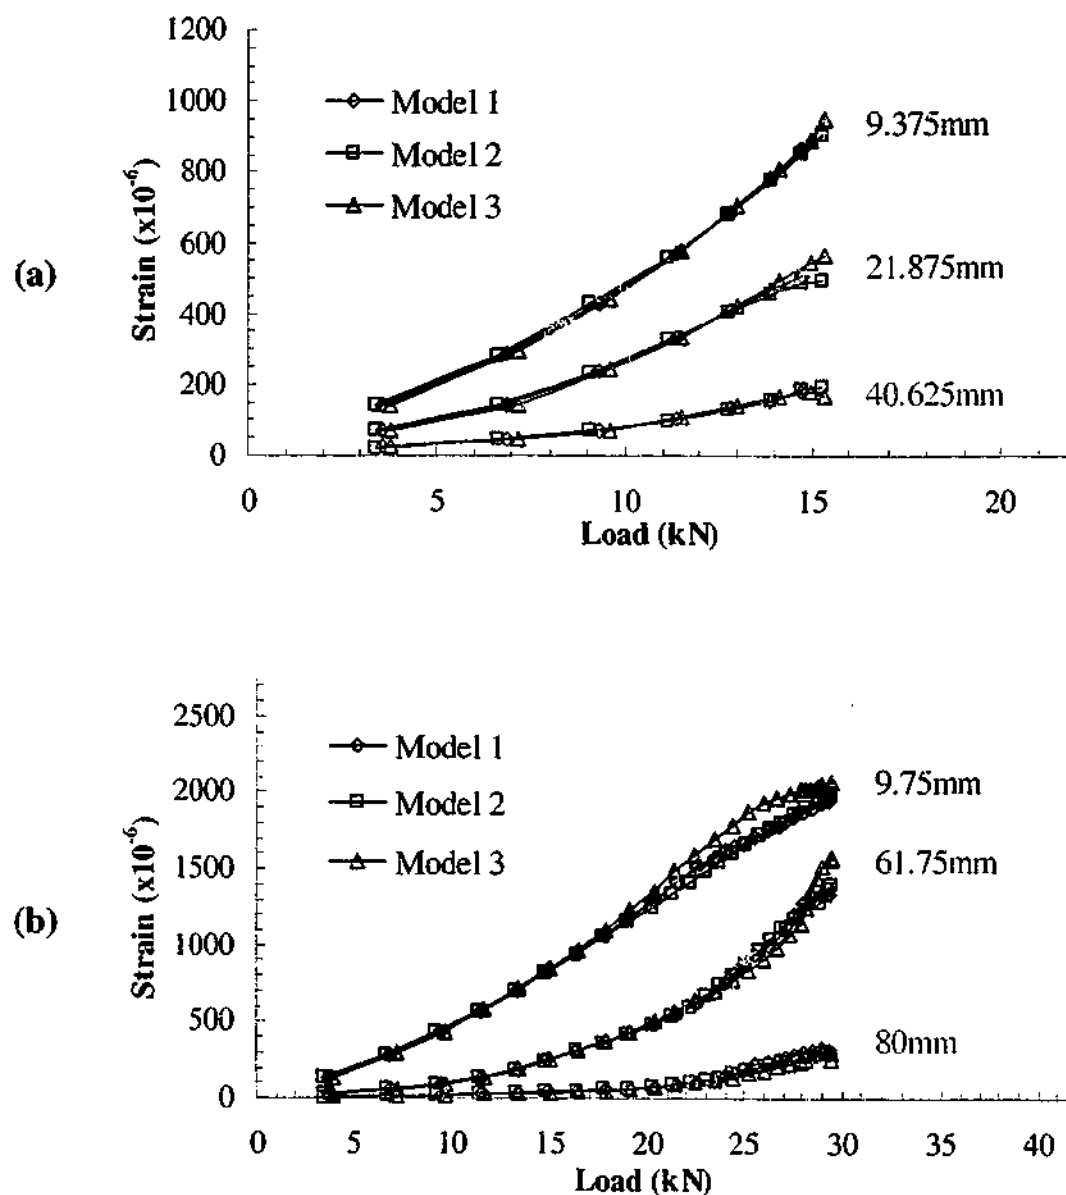 1200
1000
800
600
400
200
0
Strain (x10⁻⁶)
Model 1
Model 2
Model 3
9.375mm
21.875mm
40.625mm
(a)
0 5 10 15 20
Load (kN)
2500
2000
1500
1000
500
0
Strain (x10⁻⁶)
Model 1
Model 2
Model 3
9.75mm
61.75mm
80mm
(b)
0 5 10 15 20 25 30 35 40
Load (kN)